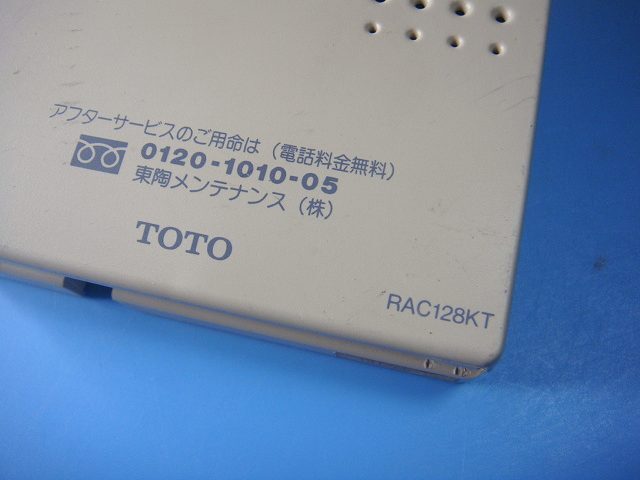 アフターサービスのご用命は（電話料金無料）
0120-1010-05
東陶メンテナンス（株）
TOTO
RAC128KT